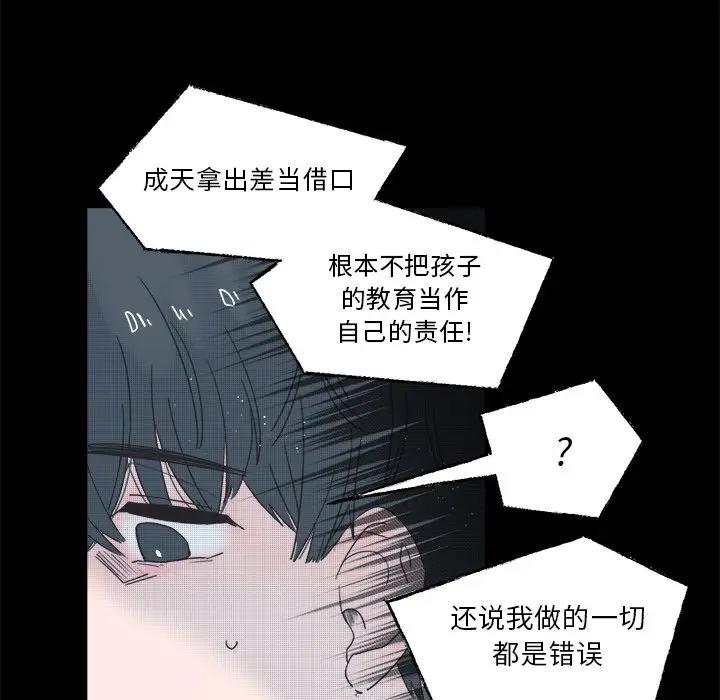 成天拿出差当借口
根本不把孩子
的教育当作
自己的责任!
?
还说我做的一切
都是错误